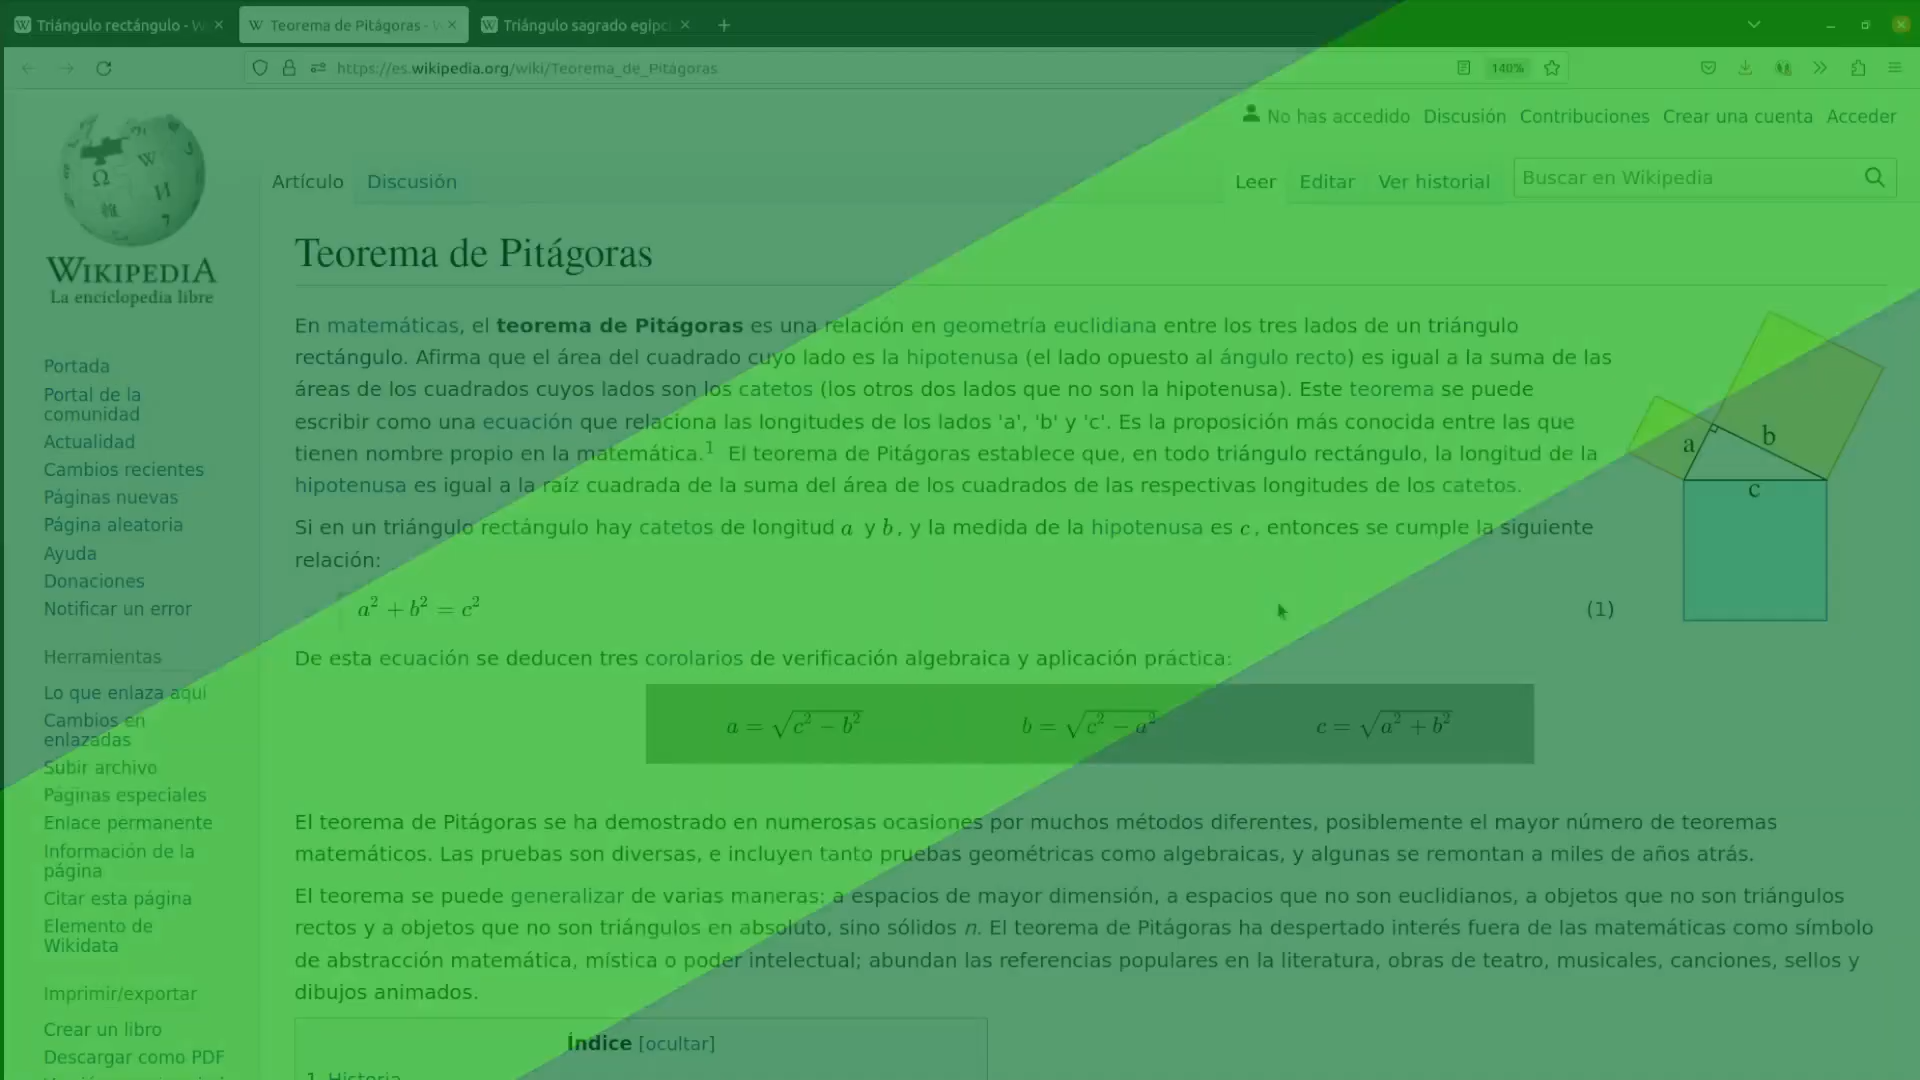 Triángulo rectángulo - W
Teorema de Pitágoras - W
Triángulo sagrado egipc
https://es.wikipedia.org/wiki/Teorema_de_Pitágoras
140%
No has accedido Discusión Contribuciones Crear una cuenta Acceder
Artículo Discusión
Leer Editar Ver historial
Buscar en Wikipedia
WIKIPEDIA
La enciclopedia libre
Portada
Portal de la
comunidad
Actualidad
Cambios recientes
Páginas nuevas
Página aleatoria
Ayuda
Donaciones
Notificar un error
Herramientas
Lo que enlaza aquí
Cambios en
enlazadas
Subir archivo
Páginas especiales
Enlace permanente
Información de la
página
Citar esta página
Elemento de
Wikidata
Imprimir/exportar
Crear un libro
Descargar como PDF
Teorema de Pitágoras
En matemáticas, el teorema de Pitágoras es una relación en geometría euclidiana entre los tres lados de un triángulo
rectángulo. Afirma que el área del cuadrado cuyo lado es la hipotenusa (el lado opuesto al ángulo recto) es igual a la suma de las
áreas de los cuadrados cuyos lados son los catetos (los otros dos lados que no son la hipotenusa). Este teorema se puede
escribir como una ecuación que relaciona las longitudes de los lados 'a', 'b' y 'c'. Es la proposición más conocida entre las que
tienen nombre propio en la matemática.1 El teorema de Pitágoras establece que, en todo triángulo rectángulo, la longitud de la
hipotenusa es igual a la raíz cuadrada de la suma del área de los cuadrados de las respectivas longitudes de los catetos.
Si en un triángulo rectángulo hay catetos de longitud a y b, y la medida de la hipotenusa es c, entonces se cumple la siguiente
relación:
a² + b² = c² (1)
De esta ecuación se deducen tres corolarios de verificación algebraica y aplicación práctica:
a = √(c² − b²) b = √(c² − a²) c = √(a² + b²)
El teorema de Pitágoras se ha demostrado en numerosas ocasiones por muchos métodos diferentes, posiblemente el mayor número de teoremas
matemáticos. Las pruebas son diversas, e incluyen tanto pruebas geométricas como algebraicas, y algunas se remontan a miles de años atrás.
El teorema se puede generalizar de varias maneras: a espacios de mayor dimensión, a espacios que no son euclidianos, a objetos que no son triángulos
rectos y a objetos que no son triángulos en absoluto, sino sólidos n. El teorema de Pitágoras ha despertado interés fuera de las matemáticas como símbolo
de abstracción matemática, mística o poder intelectual; abundan las referencias populares en la literatura, obras de teatro, musicales, canciones, sellos y
dibujos animados.
Índice [ocultar]
1 Historia
a
b
c